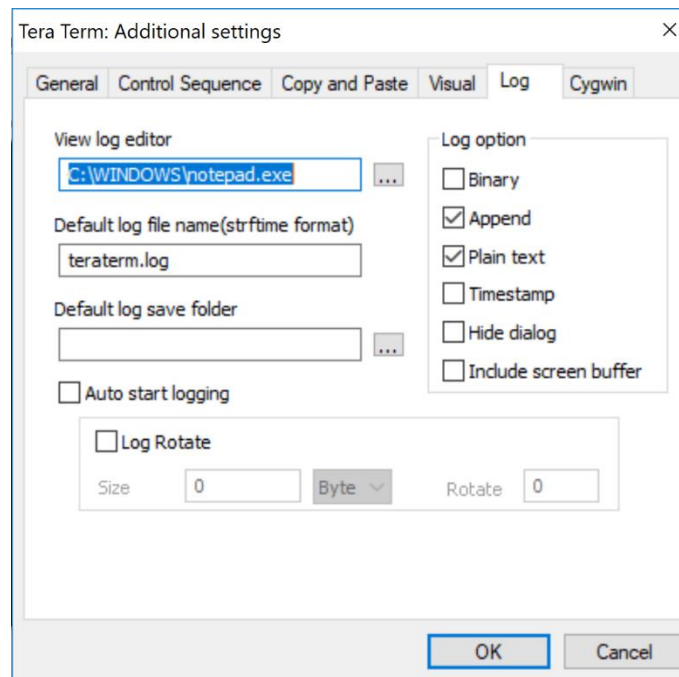 Tera Term: Additional settings
General Control Sequence Copy and Paste Visual Log Cygwin
View log editor
C:\WINDOWS\notepad.exe ...
Default log file name(strftime format)
teraterm.log
Default log save folder
...
Auto start logging
Log option
Binary
Append
Plain text
Timestamp
Hide dialog
Include screen buffer
Log Rotate
Size 0 Byte Rotate 0
OK Cancel